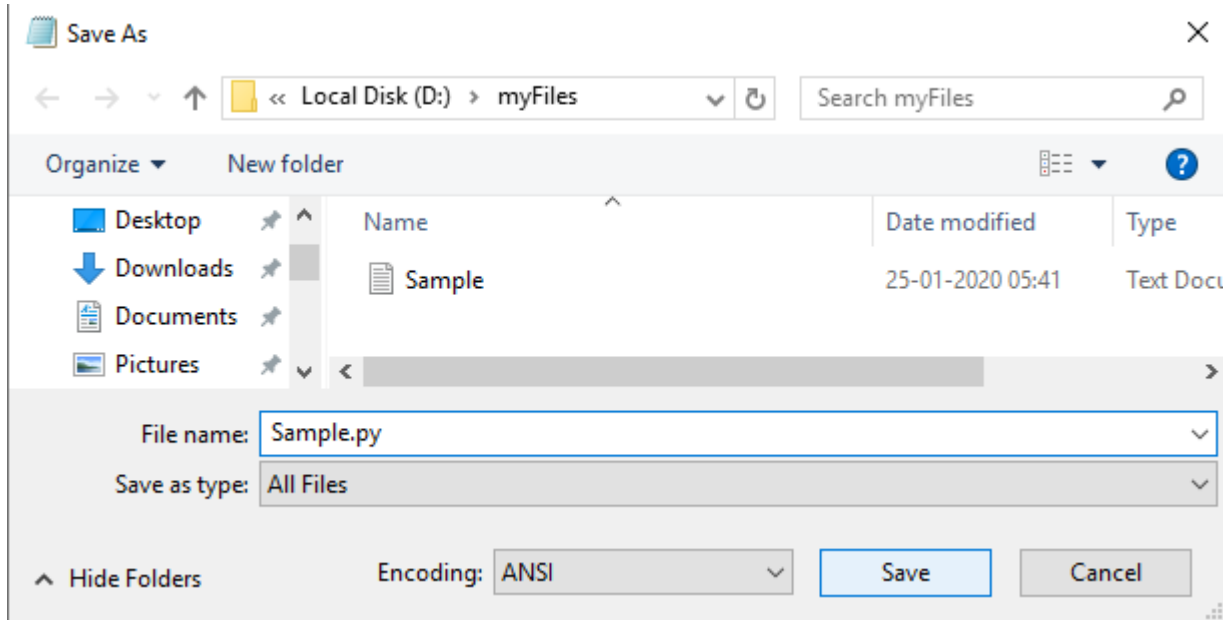 Save As
« Local Disk (D:) > myFiles
Search myFiles
Organize
New folder
Desktop
Downloads
Documents
Pictures
Name
Date modified
Type
Sample
25-01-2020 05:41
Text Docu
File name: Sample.py
Save as type: All Files
Hide Folders
Encoding: ANSI
Save
Cancel